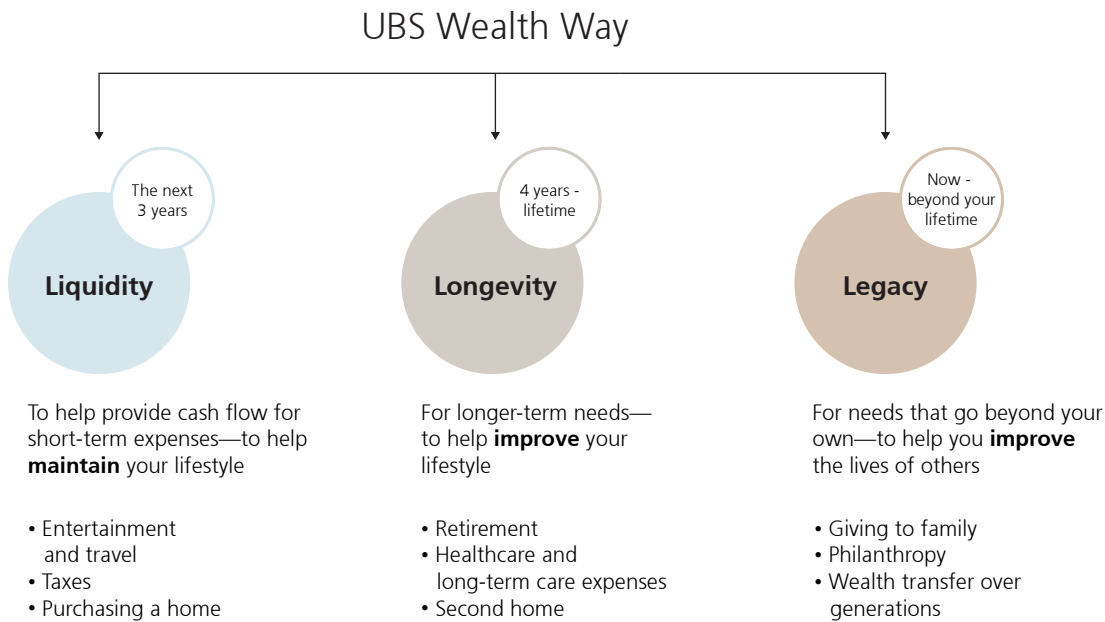 UBS Wealth Way
The next
3 years
Liquidity
To help provide cash flow for
short-term expenses—to help
maintain your lifestyle
• Entertainment
and travel
• Taxes
• Purchasing a home
4 years -
lifetime
Longevity
For longer-term needs—
to help improve your
lifestyle
• Retirement
• Healthcare and
long-term care expenses
• Second home
Now -
beyond your
lifetime
Legacy
For needs that go beyond your
own—to help you improve
the lives of others
• Giving to family
• Philanthropy
• Wealth transfer over
generations